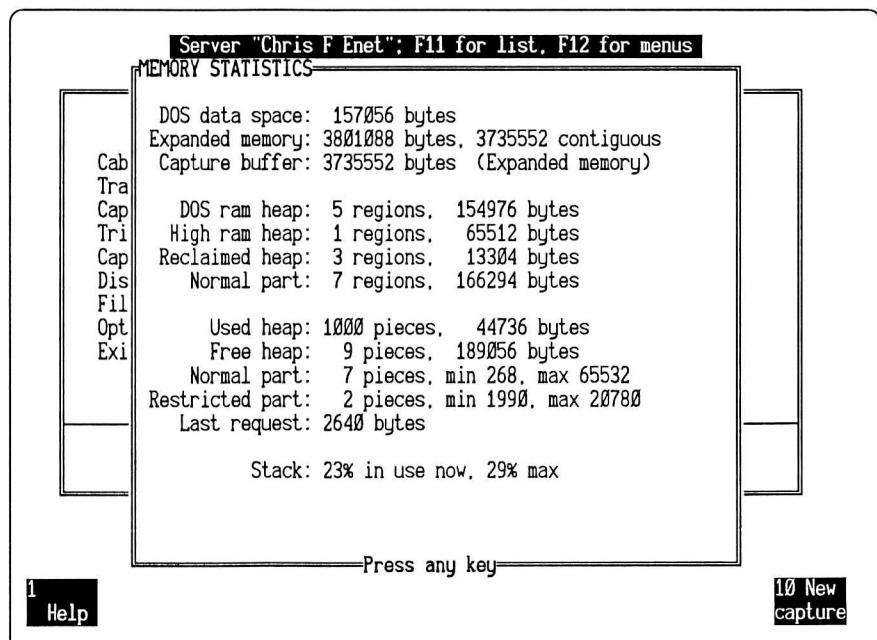 Server "Chris F Enet"; F11 for list, F12 for menus
MEMORY STATISTICS
DOS data space: 157056 bytes
Expanded memory: 3801088 bytes, 3735552 contiguous
Capture buffer: 3735552 bytes (Expanded memory)
DOS ram heap: 5 regions, 154976 bytes
High ram heap: 1 regions, 65512 bytes
Reclaimed heap: 3 regions, 13304 bytes
Normal part: 7 regions, 166294 bytes
Used heap: 1000 pieces, 44736 bytes
Free heap: 9 pieces, 189056 bytes
Normal part: 7 pieces, min 268, max 65532
Restricted part: 2 pieces, min 1990, max 20780
Last request: 2640 bytes
Stack: 23% in use now, 29% max
Press any key
Cab
Tra
Cap
Tri
Cap
Dis
Fil
Opt
Exi
1
Help
10 New
capture